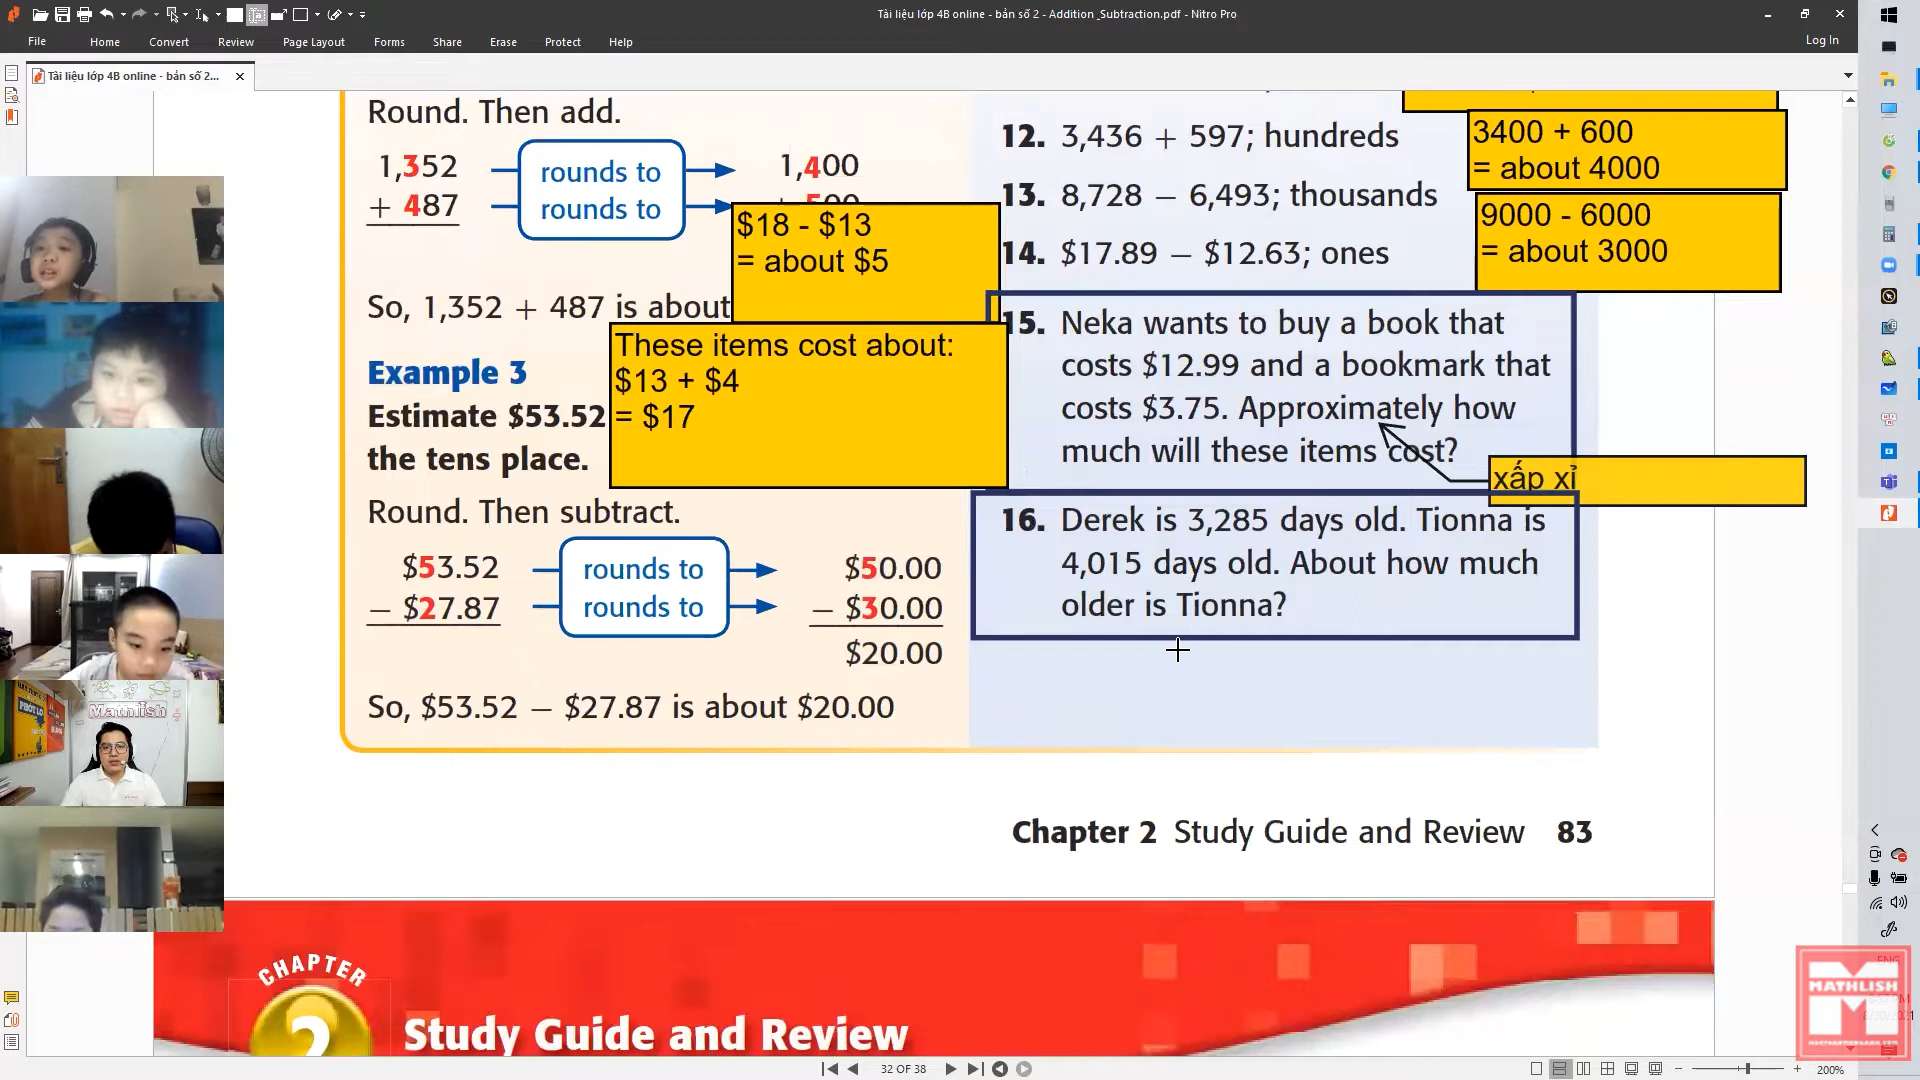 Tài liệu lớp 4B online - bản số 2 - Addition _Subtraction.pdf - Nitro Pro
File Home Convert Review Page Layout Forms Share Erase Protect Help
Log In
Tài liệu lớp 4B online - bản số 2...
Round. Then add.
1,352 rounds to 1,400
+ 487 rounds to
$18 - $13
= about $5
So, 1,352 + 487 is about
Example 3
Estimate $53.52
the tens place.
These items cost about:
$13 + $4
= $17
Round. Then subtract.
$53.52 rounds to $50.00
− $27.87 rounds to − $30.00
$20.00
So, $53.52 − $27.87 is about $20.00
12. 3,436 + 597; hundreds
3400 + 600
= about 4000
13. 8,728 − 6,493; thousands
9000 - 6000
= about 3000
14. $17.89 − $12.63; ones
15. Neka wants to buy a book that
costs $12.99 and a bookmark that
costs $3.75. Approximately how
much will these items cost?
xấp xỉ
16. Derek is 3,285 days old. Tionna is
4,015 days old. About how much
older is Tionna?
Chapter 2 Study Guide and Review 83
CHAPTER
2
Study Guide and Review
Mathlish
MATHLISH
32 OF 38
200%